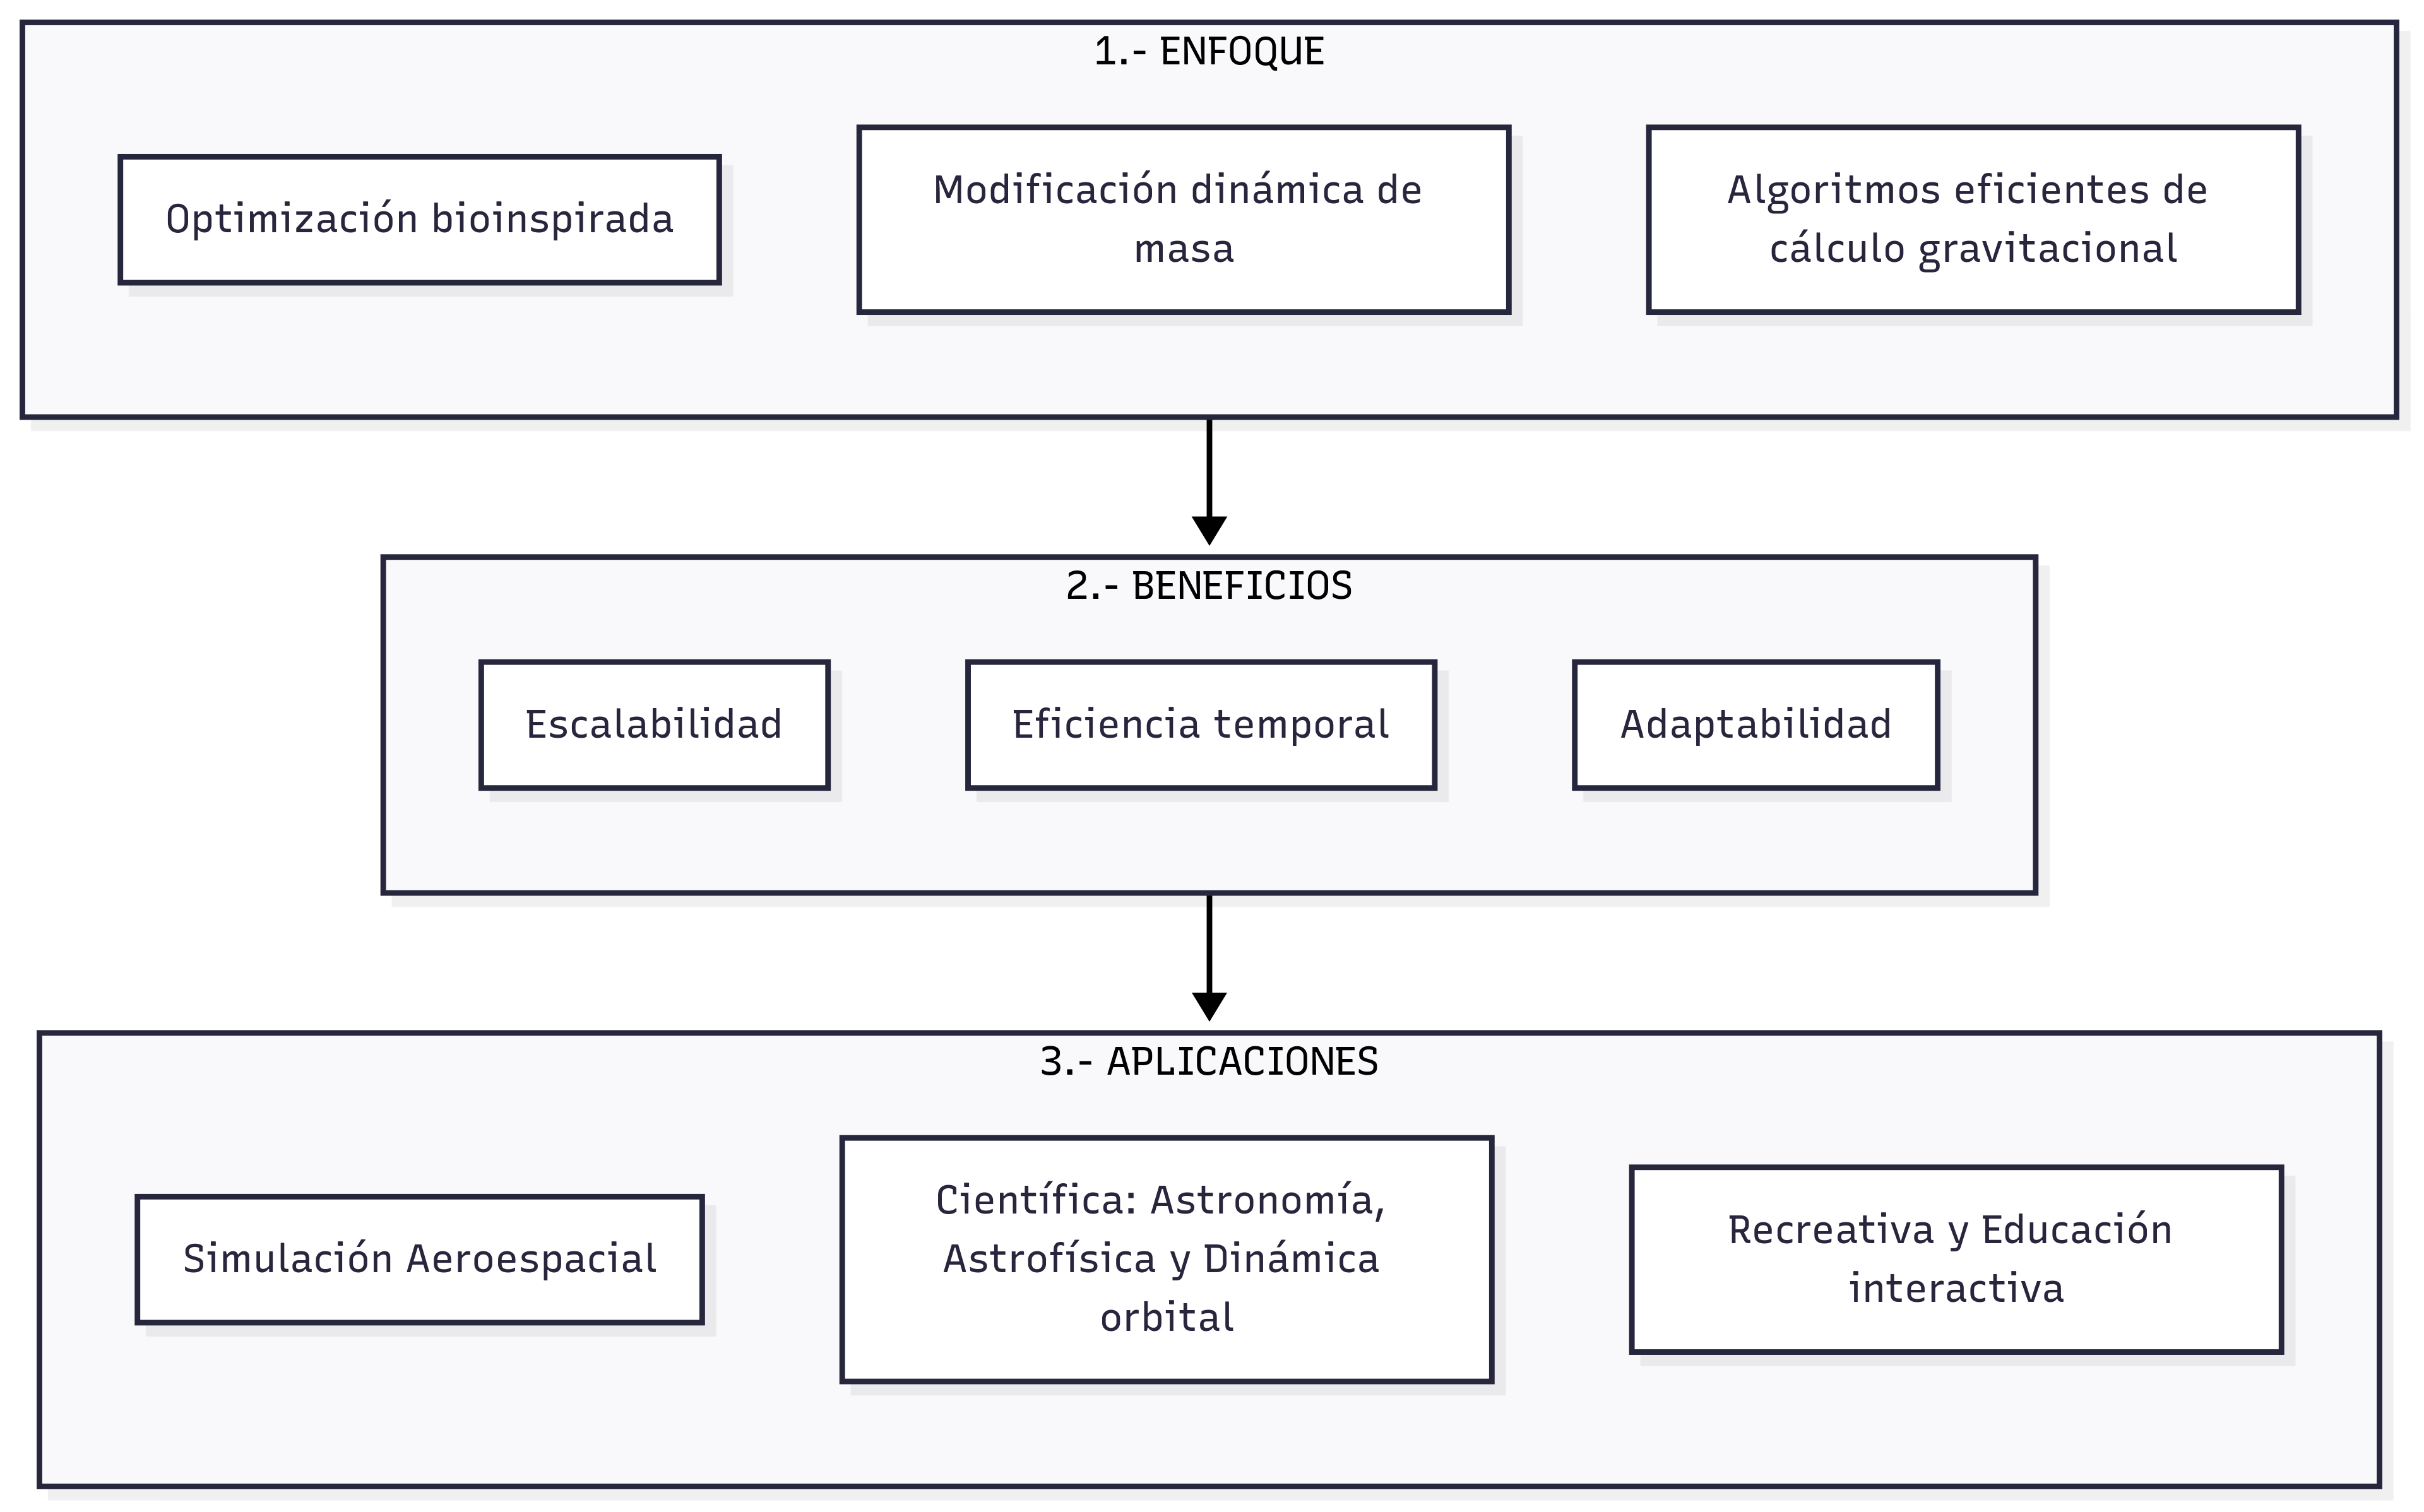 1.- ENFOQUE
Optimización bioinspirada
Modificación dinámica de
masa
Algoritmos eficientes de
cálculo gravitacional
2.- BENEFICIOS
Escalabilidad
Eficiencia temporal
Adaptabilidad
3.- APLICACIONES
Simulación Aeroespacial
Científica: Astronomía,
Astrofísica y Dinámica
orbital
Recreativa y Educación
interactiva